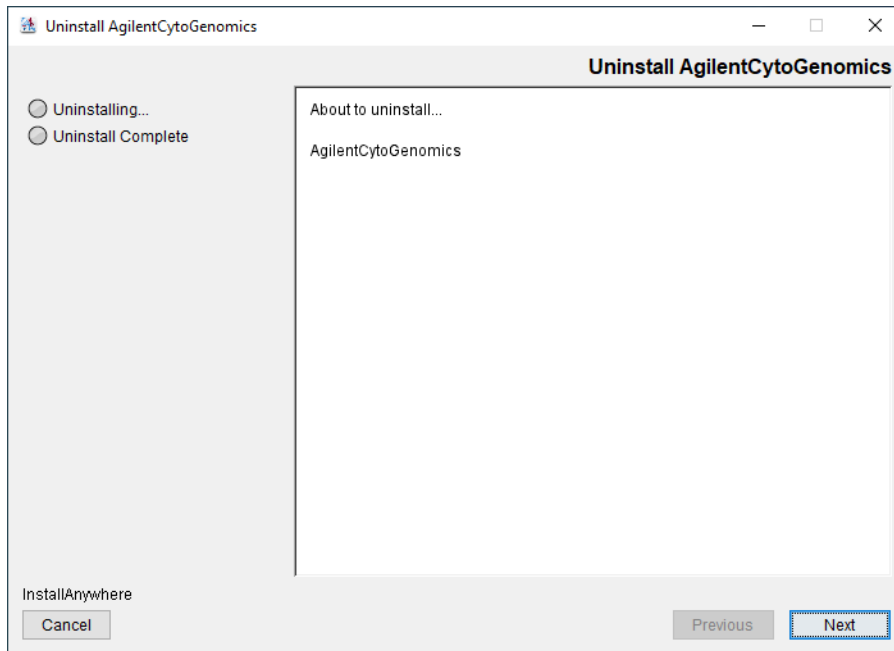 Uninstall AgilentCytoGenomics
Uninstall AgilentCytoGenomics
Uninstalling...
Uninstall Complete
About to uninstall...
AgilentCytoGenomics
InstallAnywhere
Cancel
Previous
Next